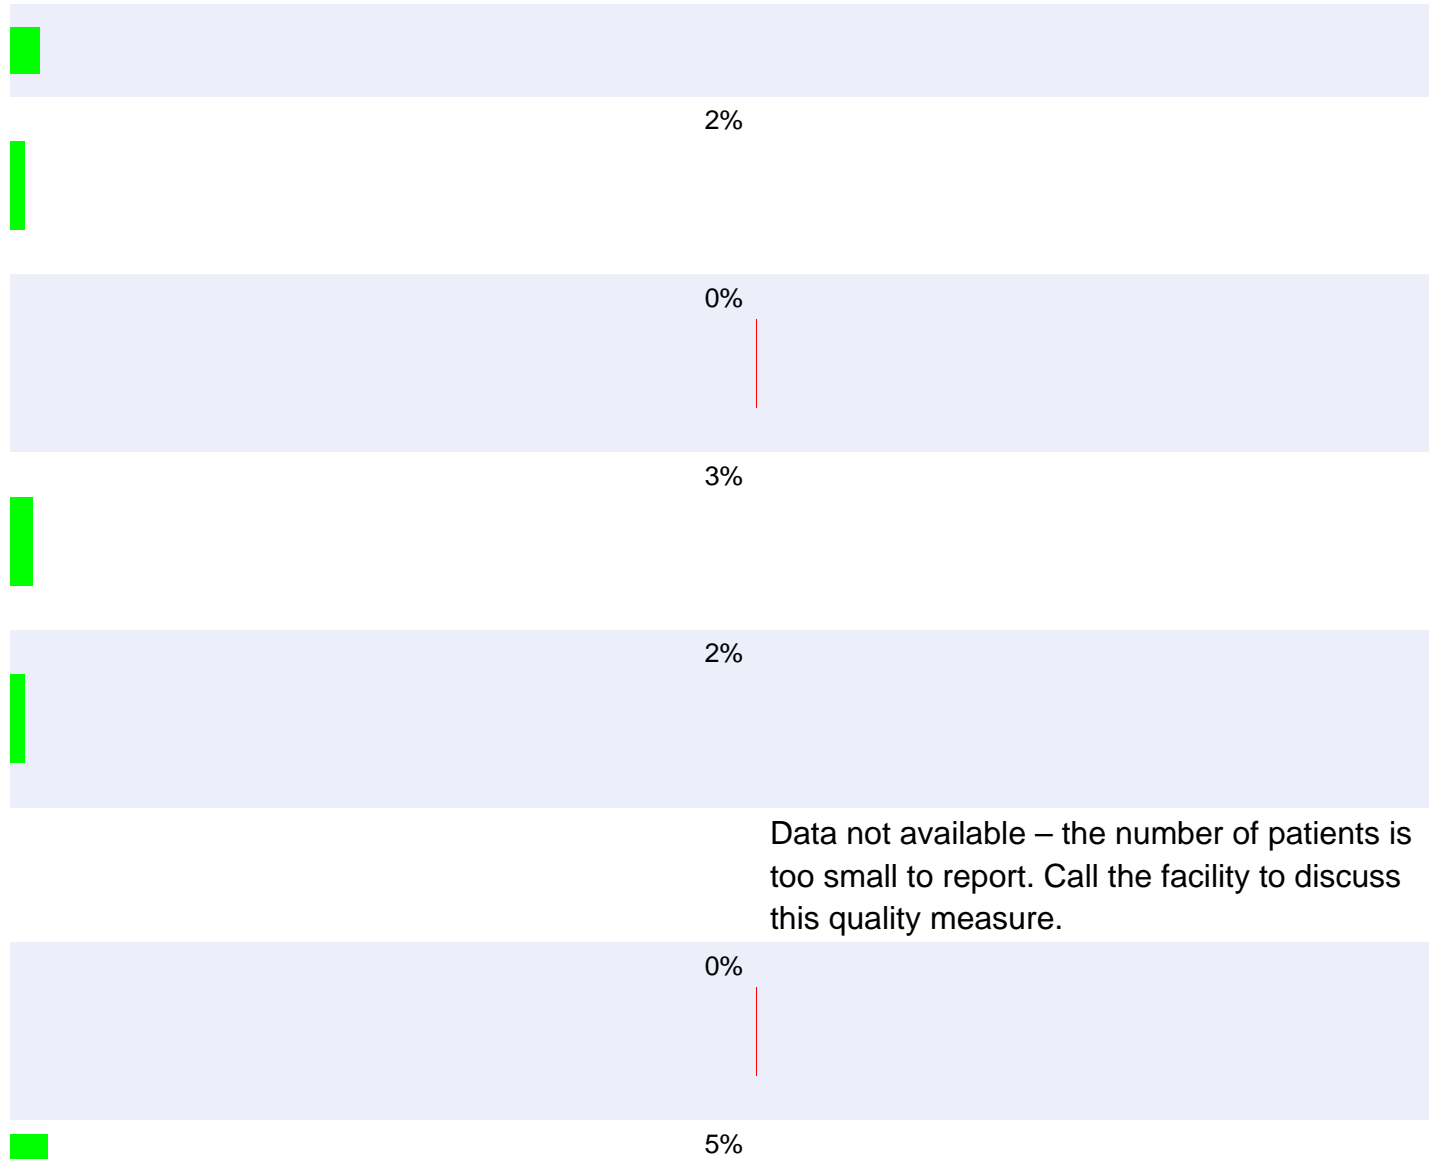 2%
0%
3%
2%
Data not available – the number of patients is
too small to report. Call the facility to discuss
this quality measure.
0%
5%